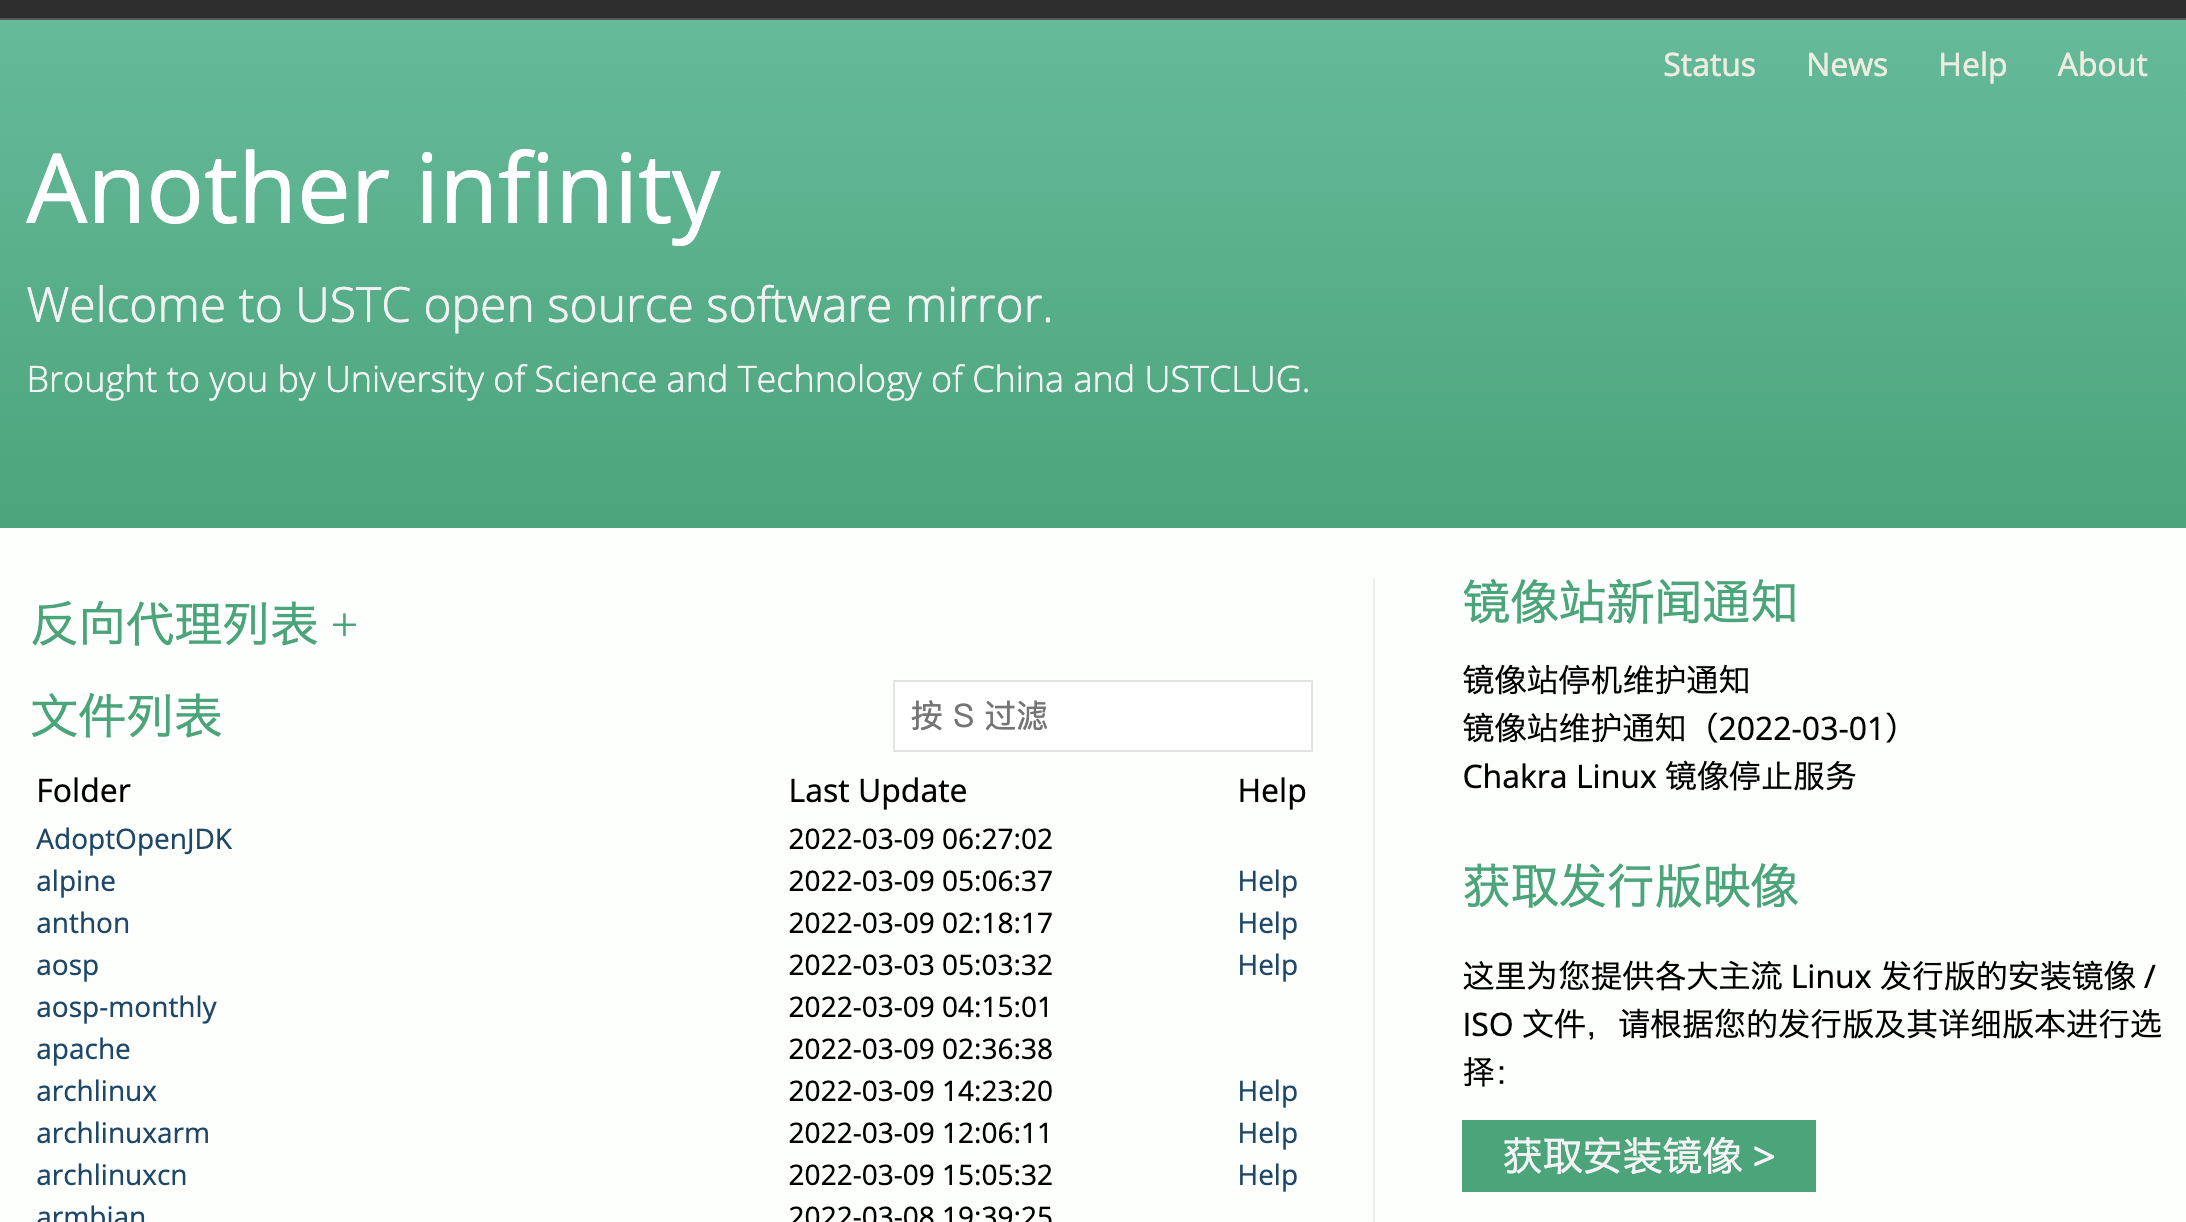 Status News Help About
Another infinity
Welcome to USTC open source software mirror.
Brought to you by University of Science and Technology of China and USTCLUG.
反向代理列表 +
文件列表
按 S 过滤
Folder Last Update Help
AdoptOpenJDK 2022-03-09 06:27:02
alpine 2022-03-09 05:06:37 Help
anthon 2022-03-09 02:18:17 Help
aosp 2022-03-03 05:03:32 Help
aosp-monthly 2022-03-09 04:15:01
apache 2022-03-09 02:36:38
archlinux 2022-03-09 14:23:20 Help
archlinuxarm 2022-03-09 12:06:11 Help
archlinuxcn 2022-03-09 15:05:32 Help
armbian 2022-03-08 19:39:25
镜像站新闻通知
镜像站停机维护通知
镜像站维护通知（2022-03-01）
Chakra Linux 镜像停止服务
获取发行版映像
这里为您提供各大主流 Linux 发行版的安装镜像 /
ISO 文件，请根据您的发行版及其详细版本进行选
择：
获取安装镜像 >